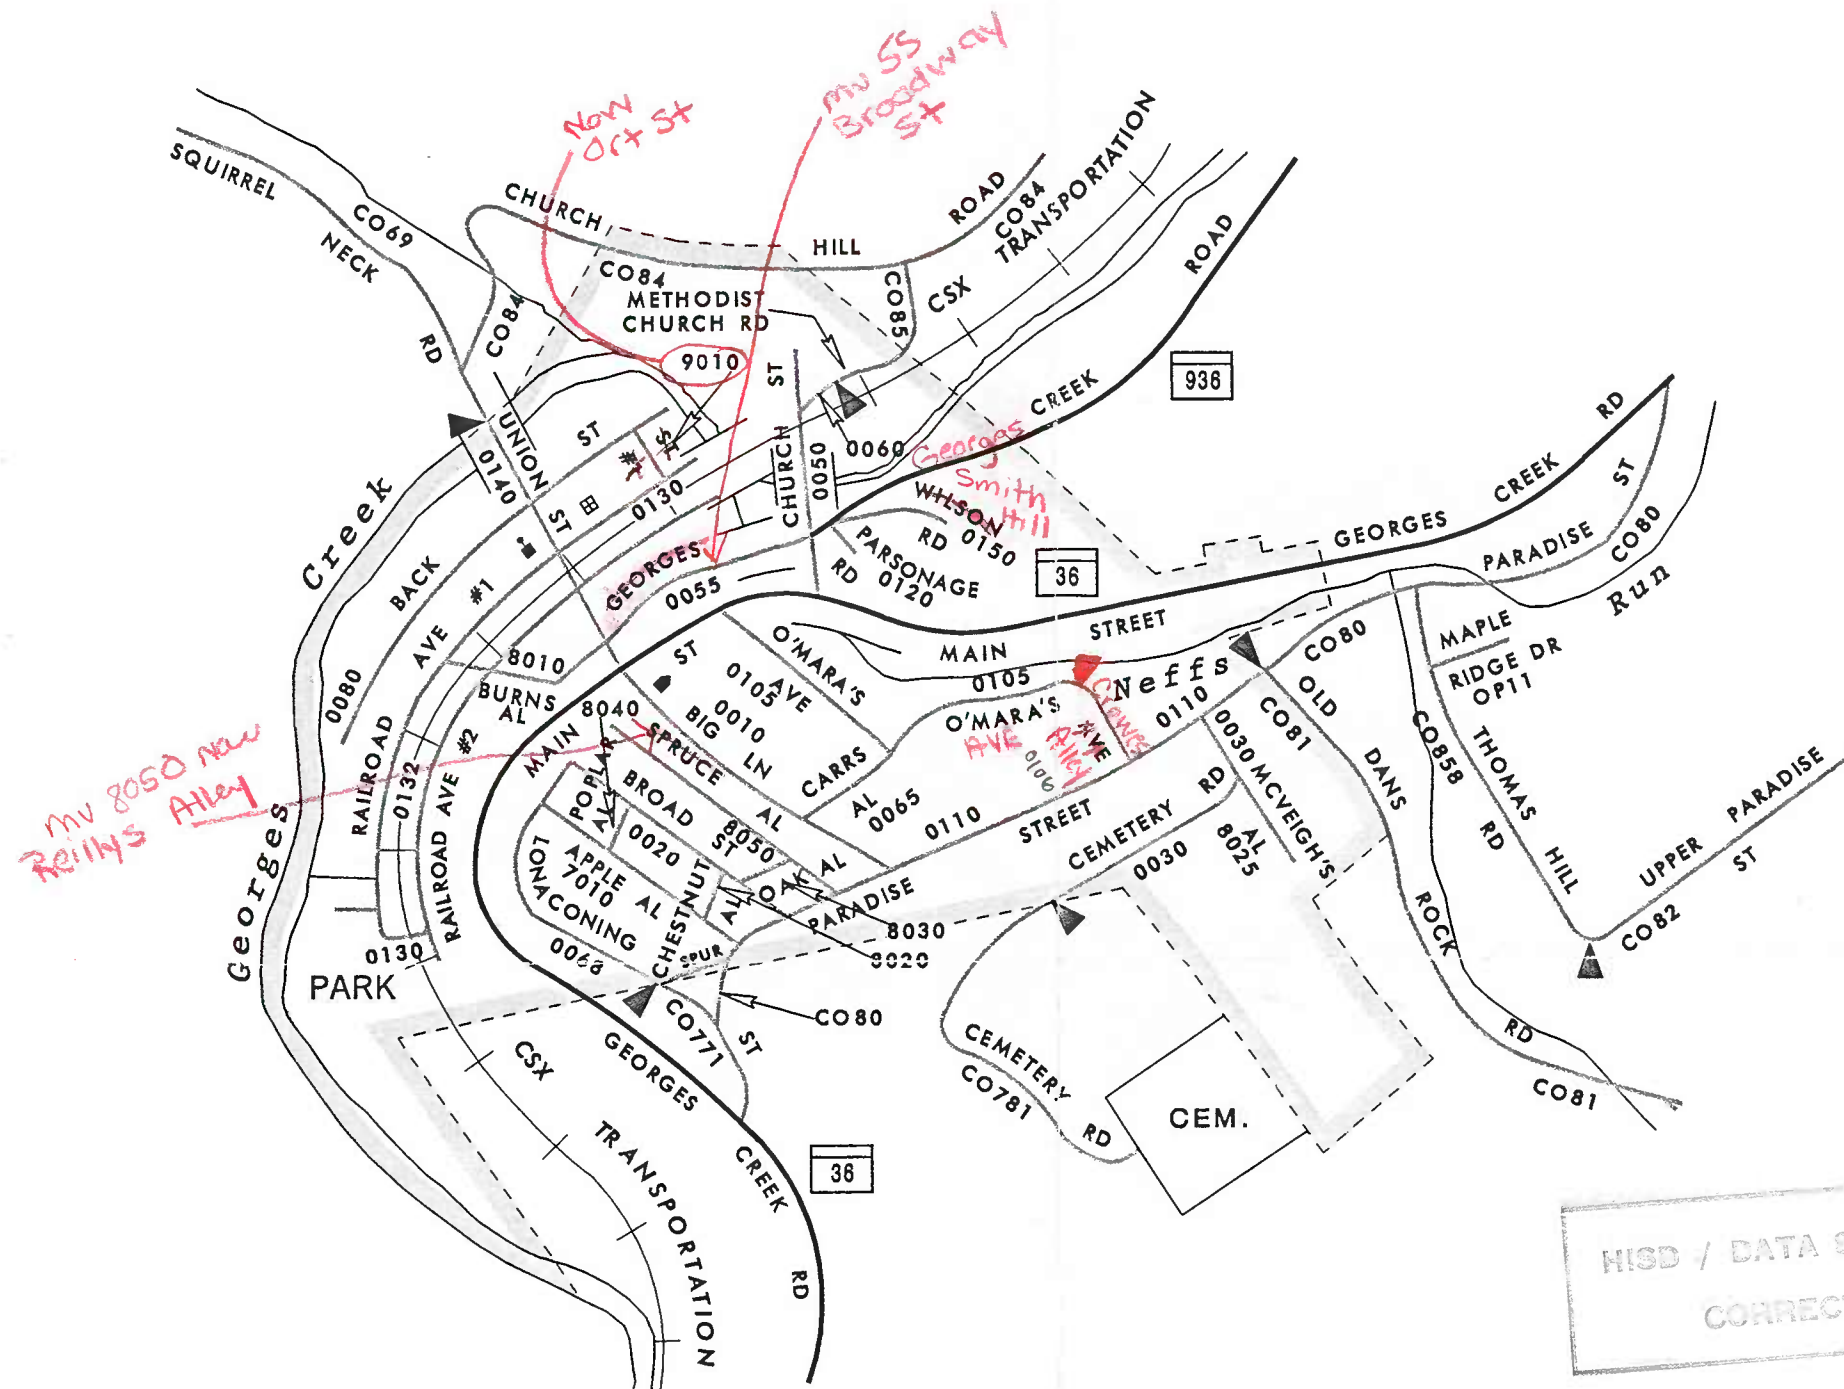 mv 55
Broadway
St
Now
Ort St
SQUIRREL
NECK
RD
CO69
CHURCH
HILL
ROAD
CO84
TRANSPORTATION
CSX
ROAD
CO84
METHODIST
CHURCH RD
CO85
CO84
9010
936
CREEK
UNION
ST
0140
ST
BACK
#1
ST
0130
CHURCH
ST
0050
0060
Georges
Smith
Hill
WILSON
RD
0150
PARSONAGE
RD 0120
36
GEORGES
CREEK
RD
PARADISE
ST
CO80
Run
Creek
GEORGES
0055
STREET
MAIN
0105
Neffs
CO80
MAPLE
RIDGE DR
OP11
0080
AVE
#1
8010
BURNS
AL
ST
O'MARA'S
AVE
0105
0010
BIG
LN
O'MARA'S
AVE
AVE
0106
Crowes
Alley
0110
0030
CO81
OLD
DANS
ROCK
RD
CO81
CO858
THOMAS
HILL
RD
UPPER
PARADISE
ST
CO82
mv 8050 Now
Reillys Alley
RAILROAD
0132
RAILROAD AVE
#2
MAIN
8040
SPRUCE
AL
POPLAR
AL
BROAD
ST
0020
8050
CARRS
AL
0065
0110
STREET
CEMETERY
RD
0030
MCVEIGH'S
AL
8025
APPLE
AL
7010
LONACONING
0068
CHESTNUT
AL
OAK AL
PARADISE
8030
8020
SPUR
CO80
ST
CO771
Georges
0130
PARK
CSX
TRANSPORTATION
GEORGES
CREEK
RD
36
CEMETERY
RD
CO781
CEM.
HISD / DATA
CORREC